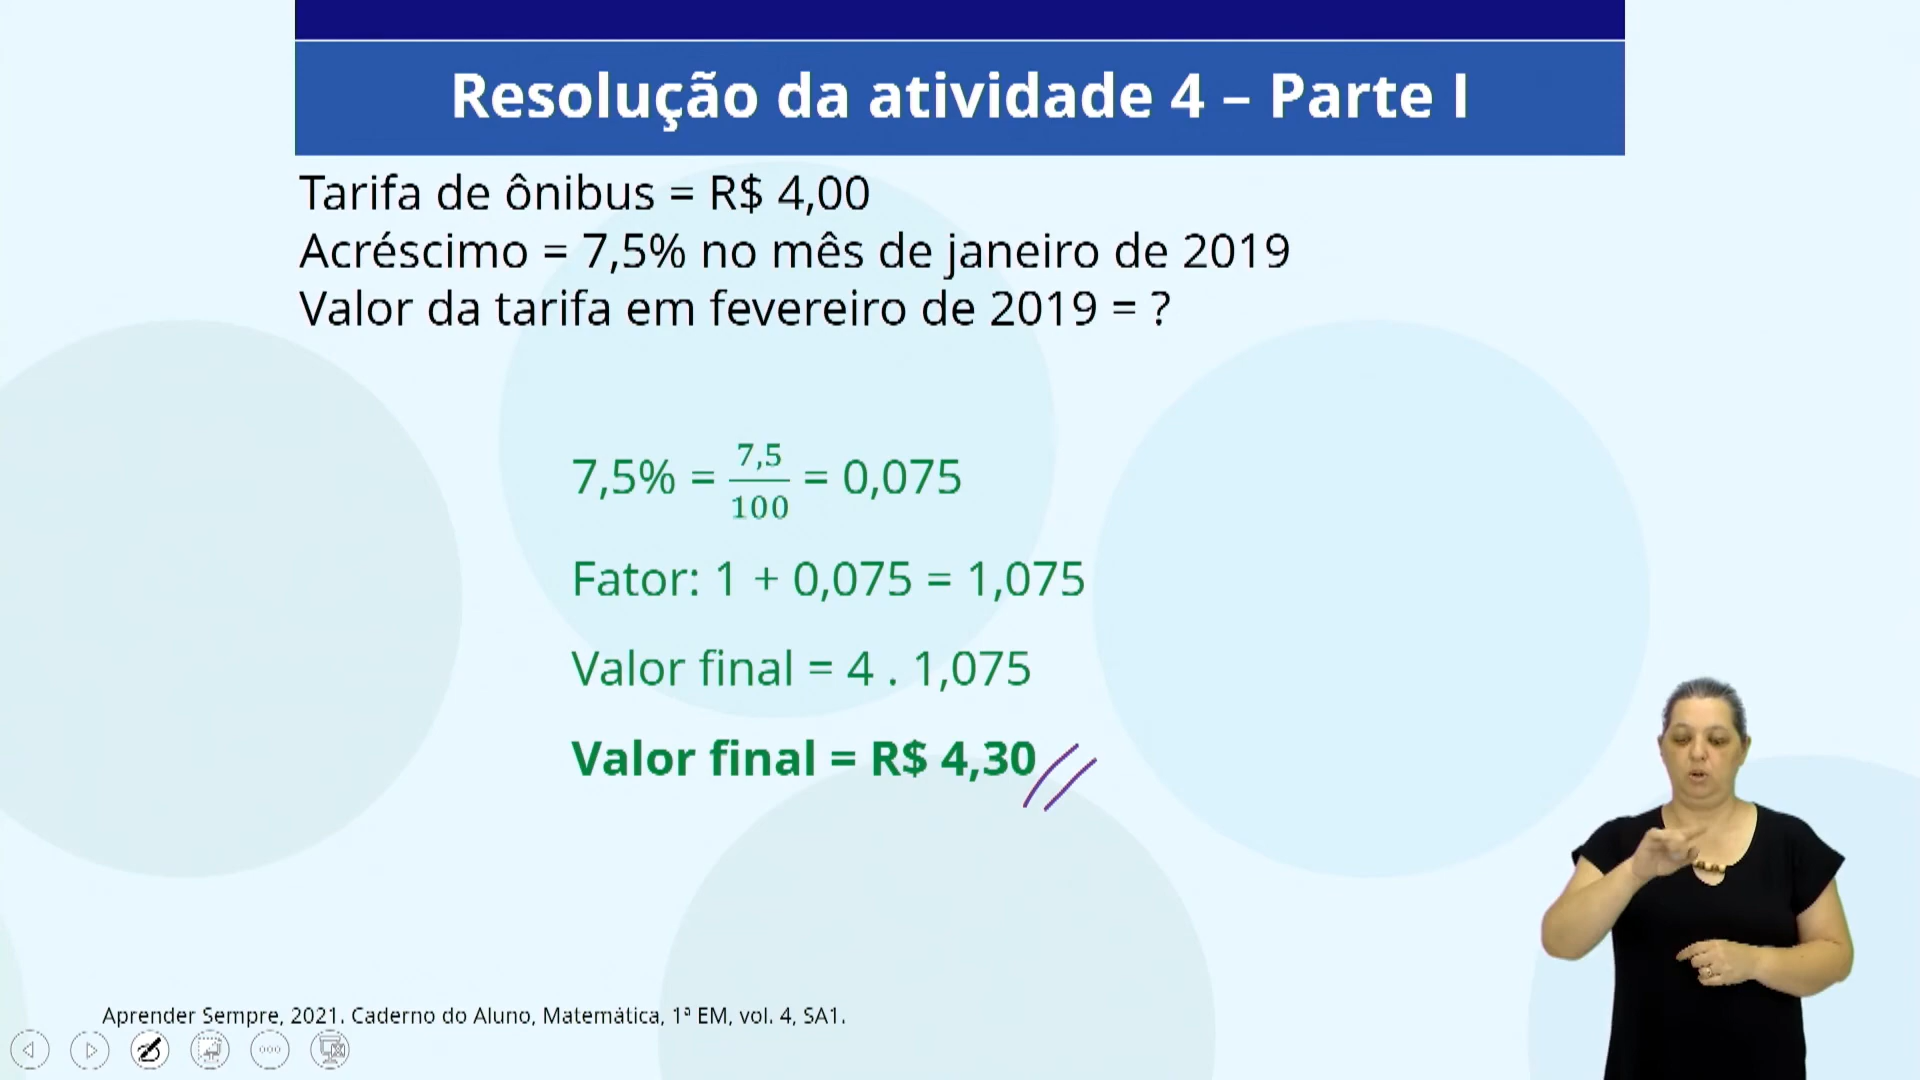 Resolução da atividade 4 – Parte I
Tarifa de ônibus = R$ 4,00
Acréscimo = 7,5% no mês de janeiro de 2019
Valor da tarifa em fevereiro de 2019 = ?
7,5% = 7,5/100 = 0,075
Fator: 1 + 0,075 = 1,075
Valor final = 4 . 1,075
Valor final = R$ 4,30
Aprender Sempre, 2021. Caderno do Aluno, Matemática, 1ª EM, vol. 4, SA1.